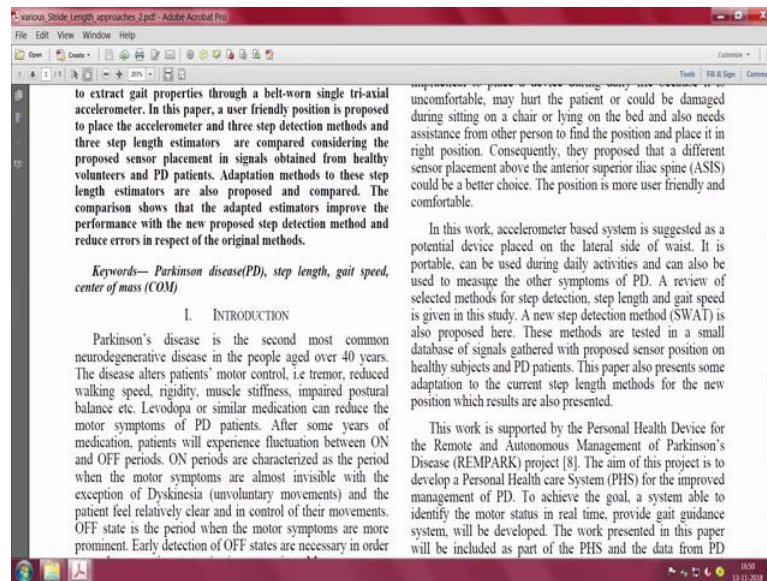 various_Stride_Length approaches 2.pdf - Adobe Acrobat Pro
File Edit View Window Help
Open Create Customize
1 / 5 Tools Fill & Sign Comme
to extract gait properties through a belt-worn single tri-axial
accelerometer. In this paper, a user friendly position is proposed
to place the accelerometer and three step detection methods and
three step length estimators are compared considering the
proposed sensor placement in signals obtained from healthy
volunteers and PD patients. Adaptation methods to these step
length estimators are also proposed and compared. The
comparison shows that the adapted estimators improve the
performance with the new proposed step detection method and
reduce errors in respect of the original methods.
Keywords— Parkinson disease(PD), step length, gait speed,
center of mass (COM)
I. INTRODUCTION
Parkinson's disease is the second most common
neurodegenerative disease in the people aged over 40 years.
The disease alters patients' motor control, i.e tremor, reduced
walking speed, rigidity, muscle stiffness, impaired postural
balance etc. Levodopa or similar medication can reduce the
motor symptoms of PD patients. After some years of
medication, patients will experience fluctuation between ON
and OFF periods. ON periods are characterized as the period
when the motor symptoms are almost invisible with the
exception of Dyskinesia (unvoluntary movements) and the
patient feel relatively clear and in control of their movements.
OFF state is the period when the motor symptoms are more
prominent. Early detection of OFF states are necessary in order
impractical to place a device during daily life because it is
uncomfortable, may hurt the patient or could be damaged
during sitting on a chair or lying on the bed and also needs
assistance from other person to find the position and place it in
right position. Consequently, they proposed that a different
sensor placement above the anterior superior iliac spine (ASIS)
could be a better choice. The position is more user friendly and
comfortable.
In this work, accelerometer based system is suggested as a
potential device placed on the lateral side of waist. It is
portable, can be used during daily activities and can also be
used to measure the other symptoms of PD. A review of
selected methods for step detection, step length and gait speed
is given in this study. A new step detection method (SWAT) is
also proposed here. These methods are tested in a small
database of signals gathered with proposed sensor position on
healthy subjects and PD patients. This paper also presents some
adaptation to the current step length methods for the new
position which results are also presented.
This work is supported by the Personal Health Device for
the Remote and Autonomous Management of Parkinson's
Disease (REMPARK) project [8]. The aim of this project is to
develop a Personal Health care System (PHS) for the improved
management of PD. To achieve the goal, a system able to
identify the motor status in real time, provide gait guidance
system, will be developed. The work presented in this paper
will be included as part of the PHS and the data from PD
16:50
13-11-2018